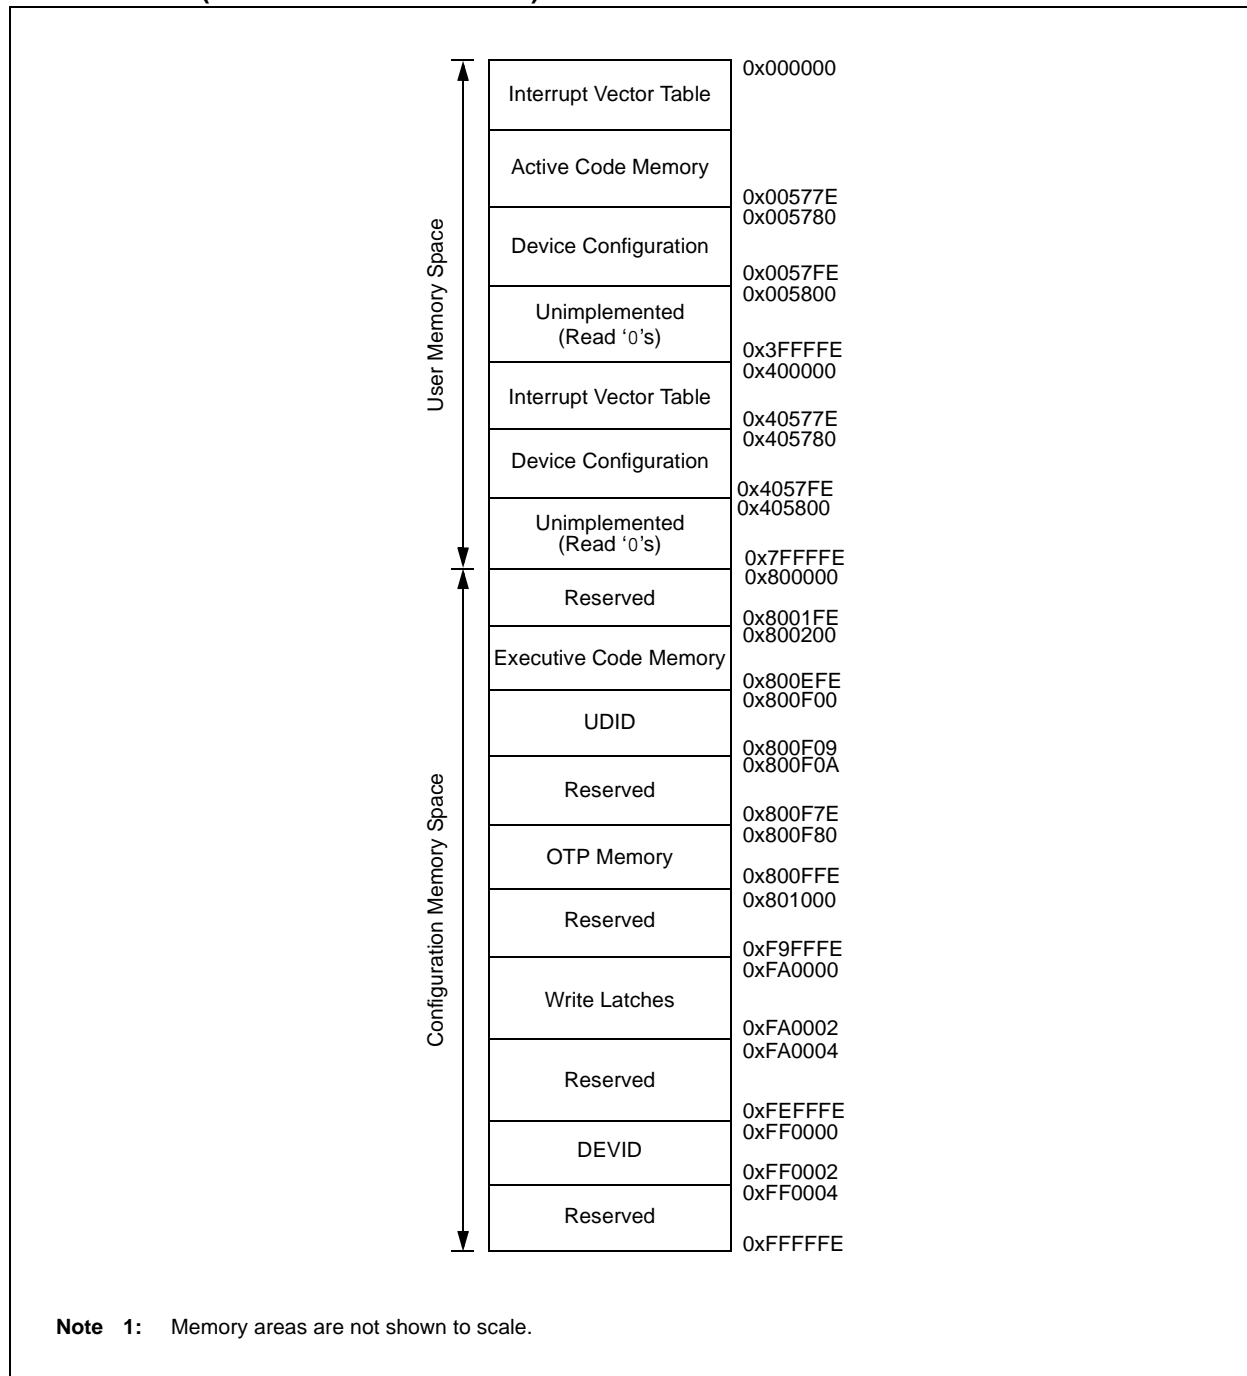 0x000000
Interrupt Vector Table
Active Code Memory
0x00577E
0x005780
Device Configuration
0x0057FE
0x005800
Unimplemented
(Read ‘0’s)
0x3FFFFE
0x400000
Interrupt Vector Table
0x40577E
0x405780
Device Configuration
0x4057FE
0x405800
Unimplemented
(Read ‘0’s)
0x7FFFFE
User Memory Space
0x800000
Reserved
0x8001FE
0x800200
Executive Code Memory
0x800EFE
0x800F00
UDID
0x800F09
0x800F0A
Reserved
0x800F7E
0x800F80
OTP Memory
0x800FFE
0x801000
Reserved
0xF9FFFE
0xFA0000
Write Latches
0xFA0002
0xFA0004
Reserved
0xFEFFFE
0xFF0000
DEVID
0xFF0002
0xFF0004
Reserved
0xFFFFFE
Configuration Memory Space
Note 1: Memory areas are not shown to scale.